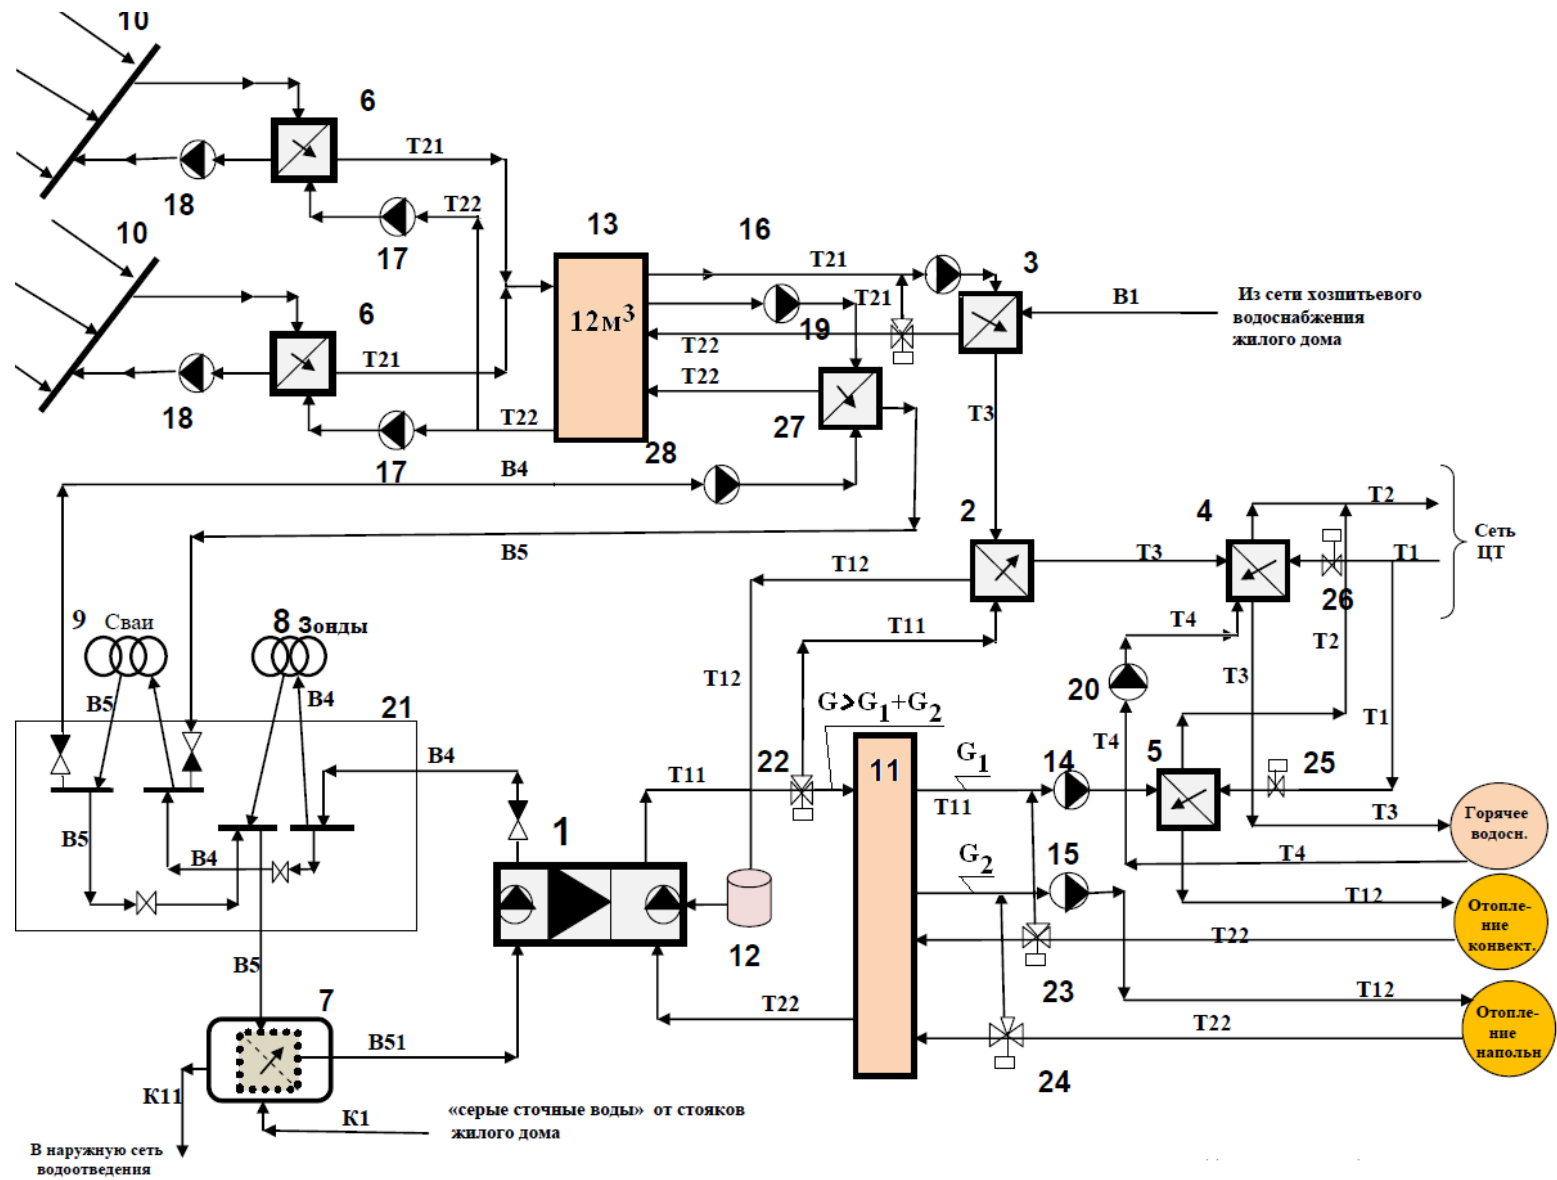 10
6
T21
T22
18
17
10
6
T21
T22
18
17
13
12м³
16
T21
T21
19
T22
T22
27
28
3
B1
Из сети хозпитьевого
водоснабжения
жилого дома
T3
B4
B5
2
4
T2
T1
Сеть
ЦТ
T3
T12
T11
26
T4
T2
T3
20
T1
9 Сваи
8 Зонды
B5
B4
21
T12
G>G₁+G₂
T4
22
B4
T11
11
G₁
14
T11
5
25
T3
Горячее
водосн.
T4
1
B5
B4
G₂
15
T12
Отопле-
ние
конвект.
T22
12
23
B5
7
T22
T12
T22
Отопле-
ние
напольн
24
B51
K11
K1
«серые сточные воды» от стояков
жилого дома
В наружную сеть
водоотведения